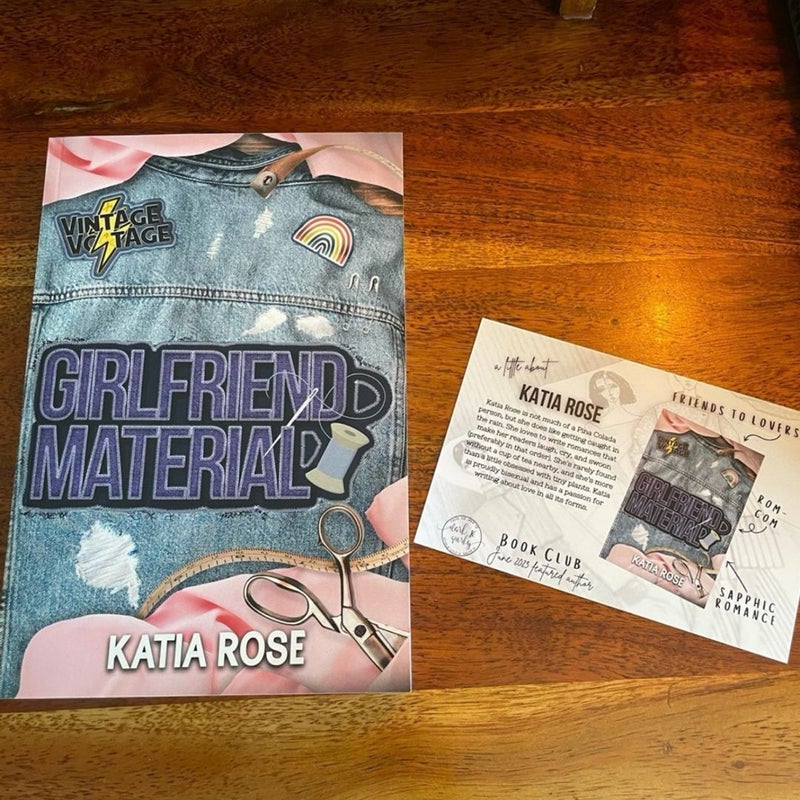 VINTAGE
VOLTAGE
GIRLFRIEND
MATERIAL
KATIA ROSE
a little about
KATIA ROSE
Katia Rose is not much of a Piña Colada
person, but she does like getting caught in
the rain. She loves to write romances that
make her readers laugh, cry, and swoon
(preferably in that order). She's rarely found
without a cup of tea nearby, and she's more
than a little obsessed with tiny plants. Katia
is proudly bisexual and has a passion for
writing about love in all its forms.
BOOK CLUB
June 2023 featured author
FRIENDS TO LOVERS
ROM-
COM
SAPPHIC
ROMANCE
VINTAGE
VOLTAGE
GIRLFRIEND
MATERIAL
KATIA ROSE